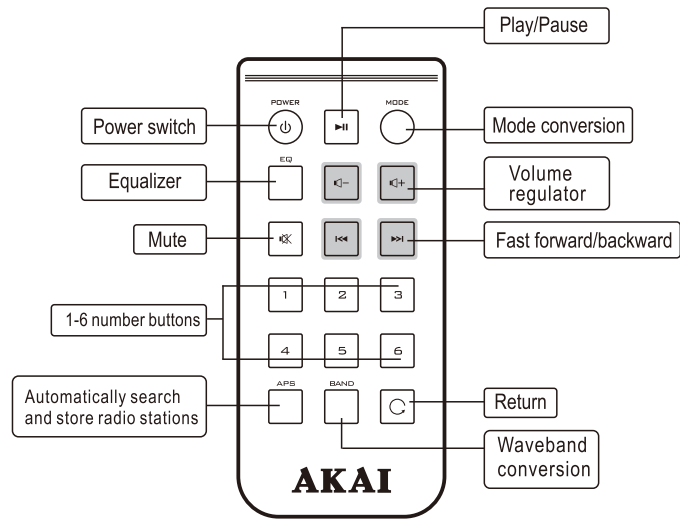 Play/Pause
POWER
MODE
Power switch
Mode conversion
EQ
Equalizer
Volume
regulator
Mute
Fast forward/backward
1 2 3
1-6 number buttons
4 5 6
APS BAND
Automatically search
and store radio stations
Return
Waveband
conversion
AKAI